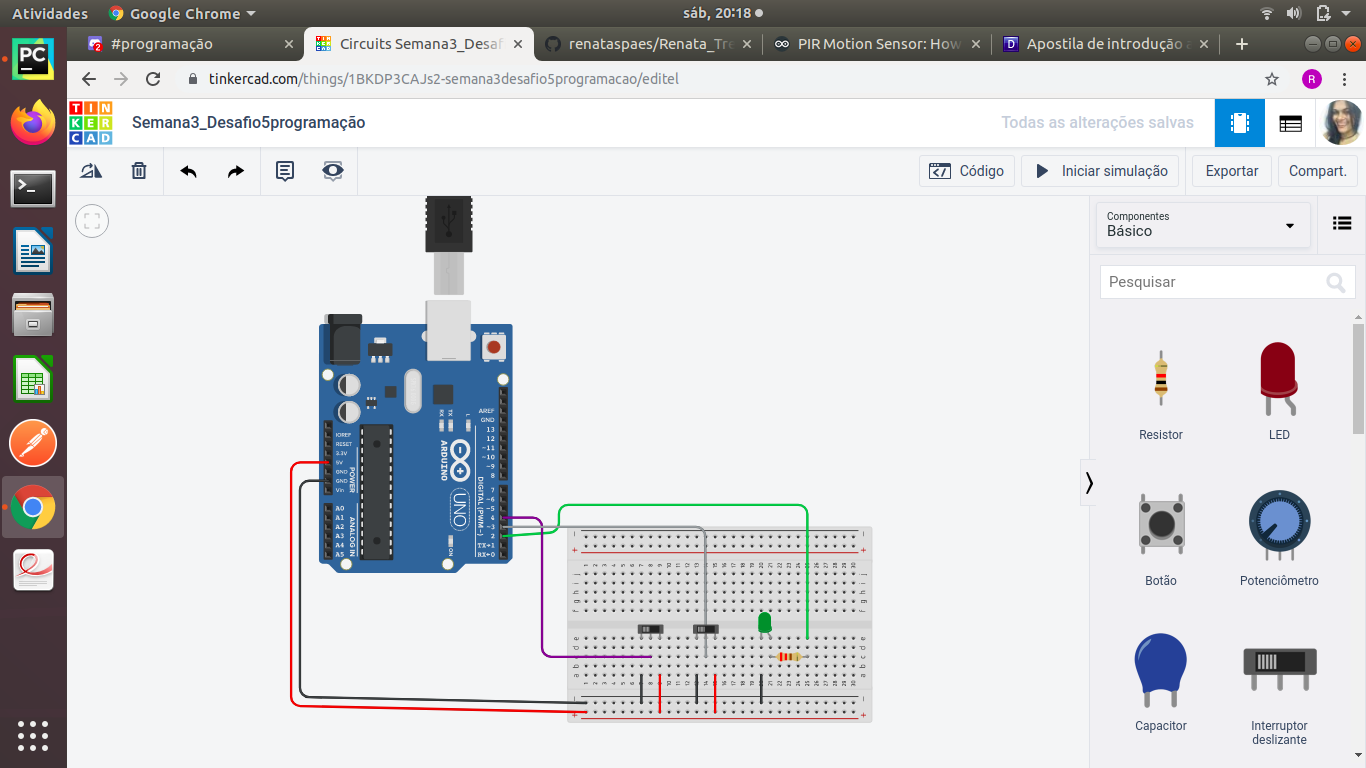 Atividades
Google Chrome
sáb, 20:18
PC
#programação
2
Circuits Semana3_Desaf
renataspaes/Renata_Tre
PIR Motion Sensor: How
Apostila de introdução a
tinkercad.com/things/1BKDP3CAJs2-semana3desafio5programacao/editel
R
TIN
KER
CAD
Semana3_Desafio5programação
Todas as alterações salvas
Código
Iniciar simulação
Exportar
Compart.
Componentes
Básico
Pesquisar
Resistor
LED
Botão
Potenciômetro
Capacitor
Interruptor
deslizante
AREF
GND
13
12
~11
~10
~9
8
7
~6
~5
4
~3
2
TX→1
RX←0
DIGITAL (PWM~)
ARDUINO
UNO
RX
TX
L
ON
IOREF
RESET
3.3V
5V
GND
GND
Vin
POWER
A0
A1
A2
A3
A4
A5
ANALOG IN